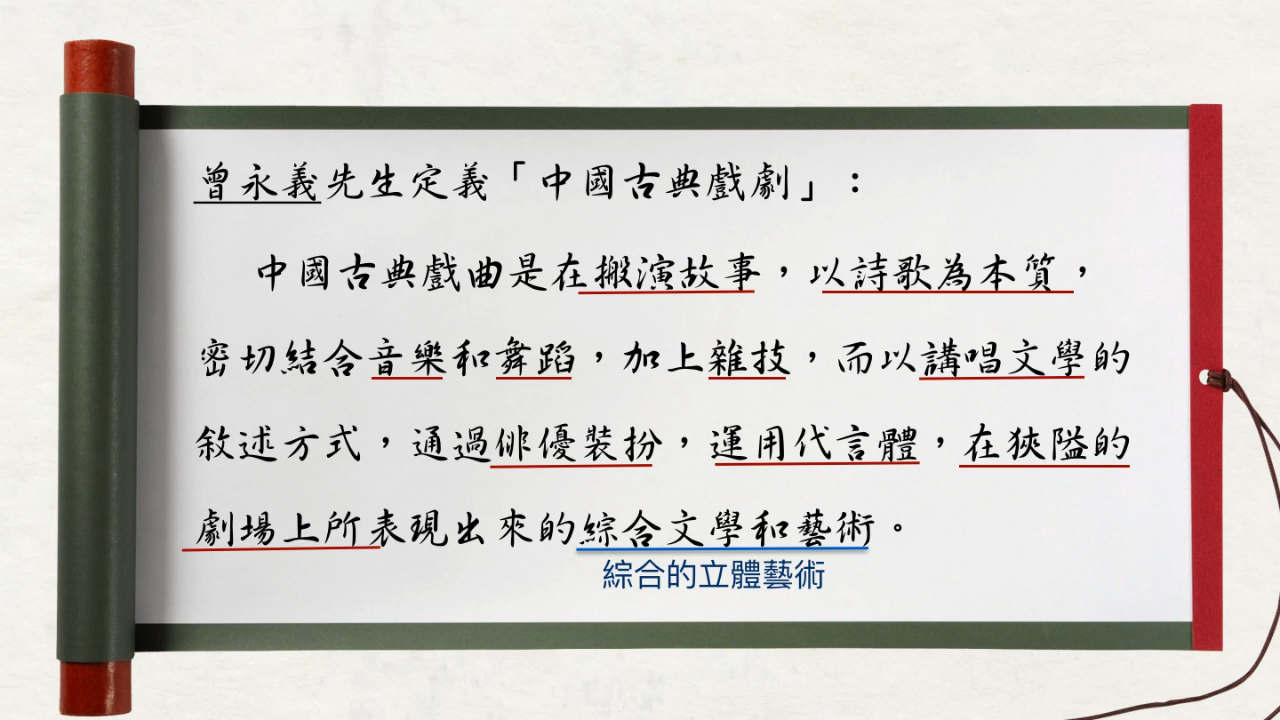 曾永義先生定義「中國古典戲劇」：
中國古典戲曲是在搬演故事，以詩歌為本質，
密切結合音樂和舞蹈，加上雜技，而以講唱文學的
敘述方式，通過俳優裝扮，運用代言體，在狹隘的
劇場上所表現出來的綜合文學和藝術。
綜合的立體藝術